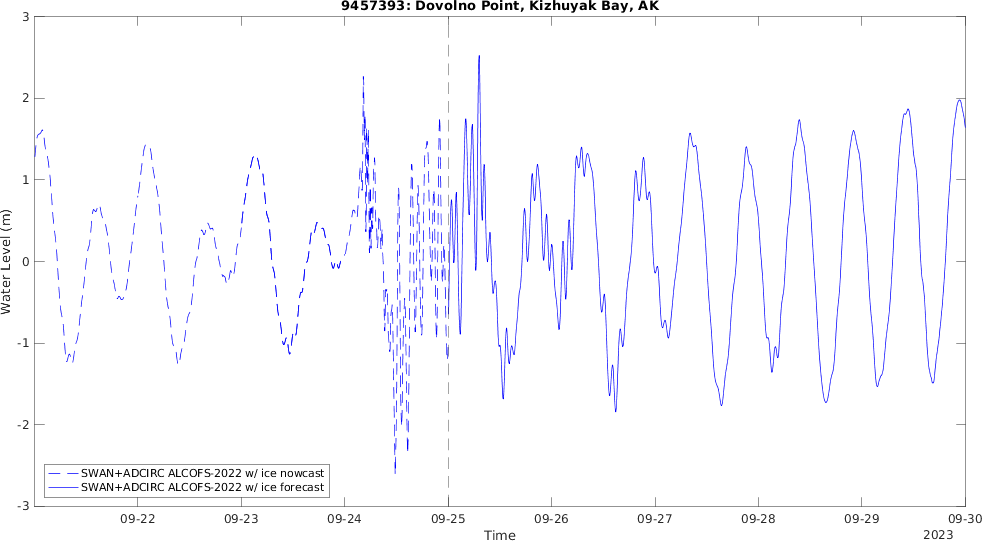 9457393: Dovolno Point, Kizhuyak Bay, AK
3
2
1
0
-1
-2
-3
Water Level (m)
SWAN+ADCIRC ALCOFS-2022 w/ ice nowcast
SWAN+ADCIRC ALCOFS-2022 w/ ice forecast
09-22 09-23 09-24 09-25 09-26 09-27 09-28 09-29 09-30
Time
2023